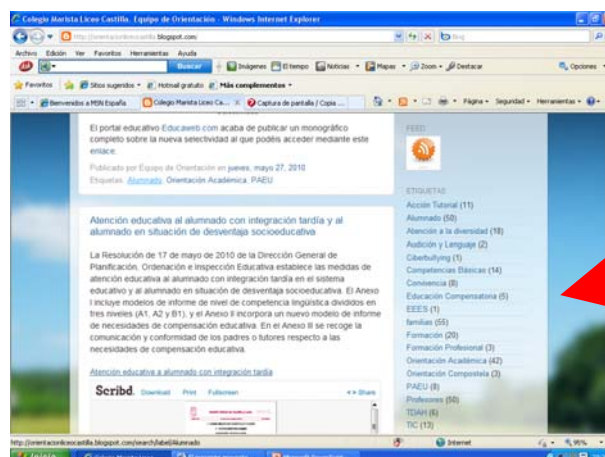 Colegio Marista Liceo Castilla. Equipo de Orientación - Windows Internet Explorer
http://orientacionliceocastilla.blogspot.com/
bing
Archivo Edición Ver Favoritos Herramientas Ayuda
Buscar Imágenes El tiempo Noticias Mapas Zoom Destacar Opciones
Favoritos Sitios sugeridos Hotmail gratuito Más complementos
Bienvenidos a MSN España Colegio Marista Liceo Ca... Captura de pantalla / Copia ... Página Seguridad Herramientas
El portal educativo Educaweb com acaba de publicar un monográfico
completo sobre la nueva selectividad al que podéis acceder mediante este
enlace.
Publicado por Equipo de Orientación en jueves, mayo 27, 2010
Etiquetas: Alumnado, Orientación Académica, PAEU
Atención educativa al alumnado con integración tardía y al
alumnado en situación de desventaja socioeducativa
La Resolución de 17 de mayo de 2010 de la Dirección General de
Planificación, Ordenación e Inspección Educativa establece las medidas de
atención educativa al alumnado con integración tardía en el sistema
educativo y al alumnado en situación de desventaja socioeducativa. El Anexo
I incluye modelos de informe de nivel de competencia lingüística divididos en
tres niveles (A1, A2 y B1), y el Anexo II incorpora un nuevo modelo de informe
de necesidades de compensación educativa. En el Anexo III se recoge la
comunicación y conformidad de los padres o tutores respecto a las
necesidades de compensación educativa.
Atención educativa a alumnado con integración tardía
Scribd. Download Print Fullscreen <> Share
FEED
ETIQUETAS
Acción Tutorial (11)
Alumnado (50)
Atención a la diversidad (18)
Audición y Lenguaje (2)
Ciberbullying (1)
Competencias Básicas (14)
Convivencia (8)
Educación Compensatoria (5)
EEES (1)
familias (55)
Formación (20)
Formación Profesional (3)
Orientación Académica (42)
Orientación Compostela (3)
PAEU (8)
Profesores (50)
TDAH (6)
TIC (13)
http://orientacionliceocastilla.blogspot.com/search/label/Alumnado Internet 95%
Inicio